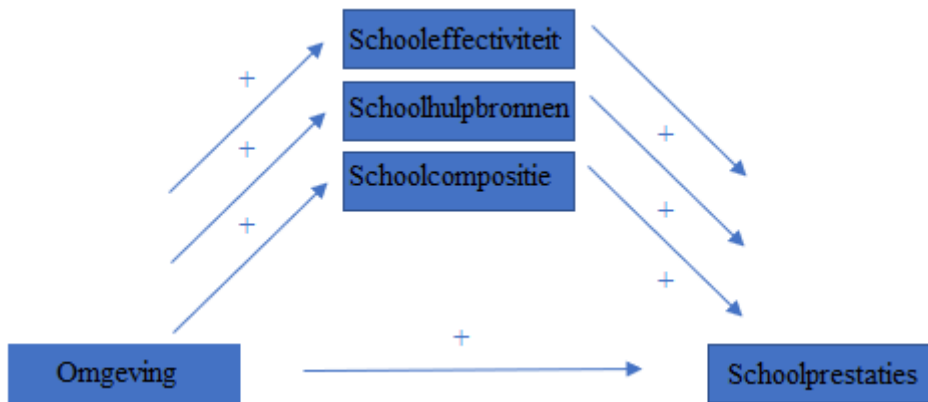 Schooleffectiviteit
+
Schoolhulpbronnen
+
+
Schoolcompositie
+
+
+
+
Omgeving
Schoolprestaties